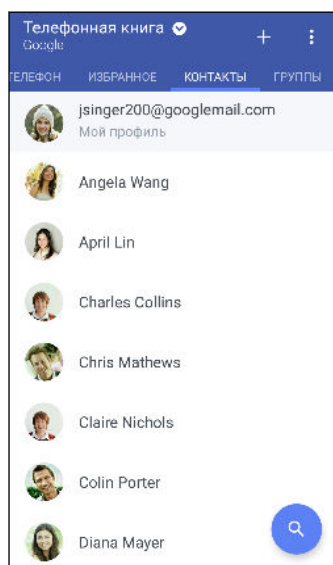 Телефонная книга
Google
ТЕЛЕФОН ИЗБРАННОЕ КОНТАКТЫ ГРУППЫ
jsinger200@googlemail.com
Мой профиль
Angela Wang
April Lin
Charles Collins
Chris Mathews
Claire Nichols
Colin Porter
Diana Mayer